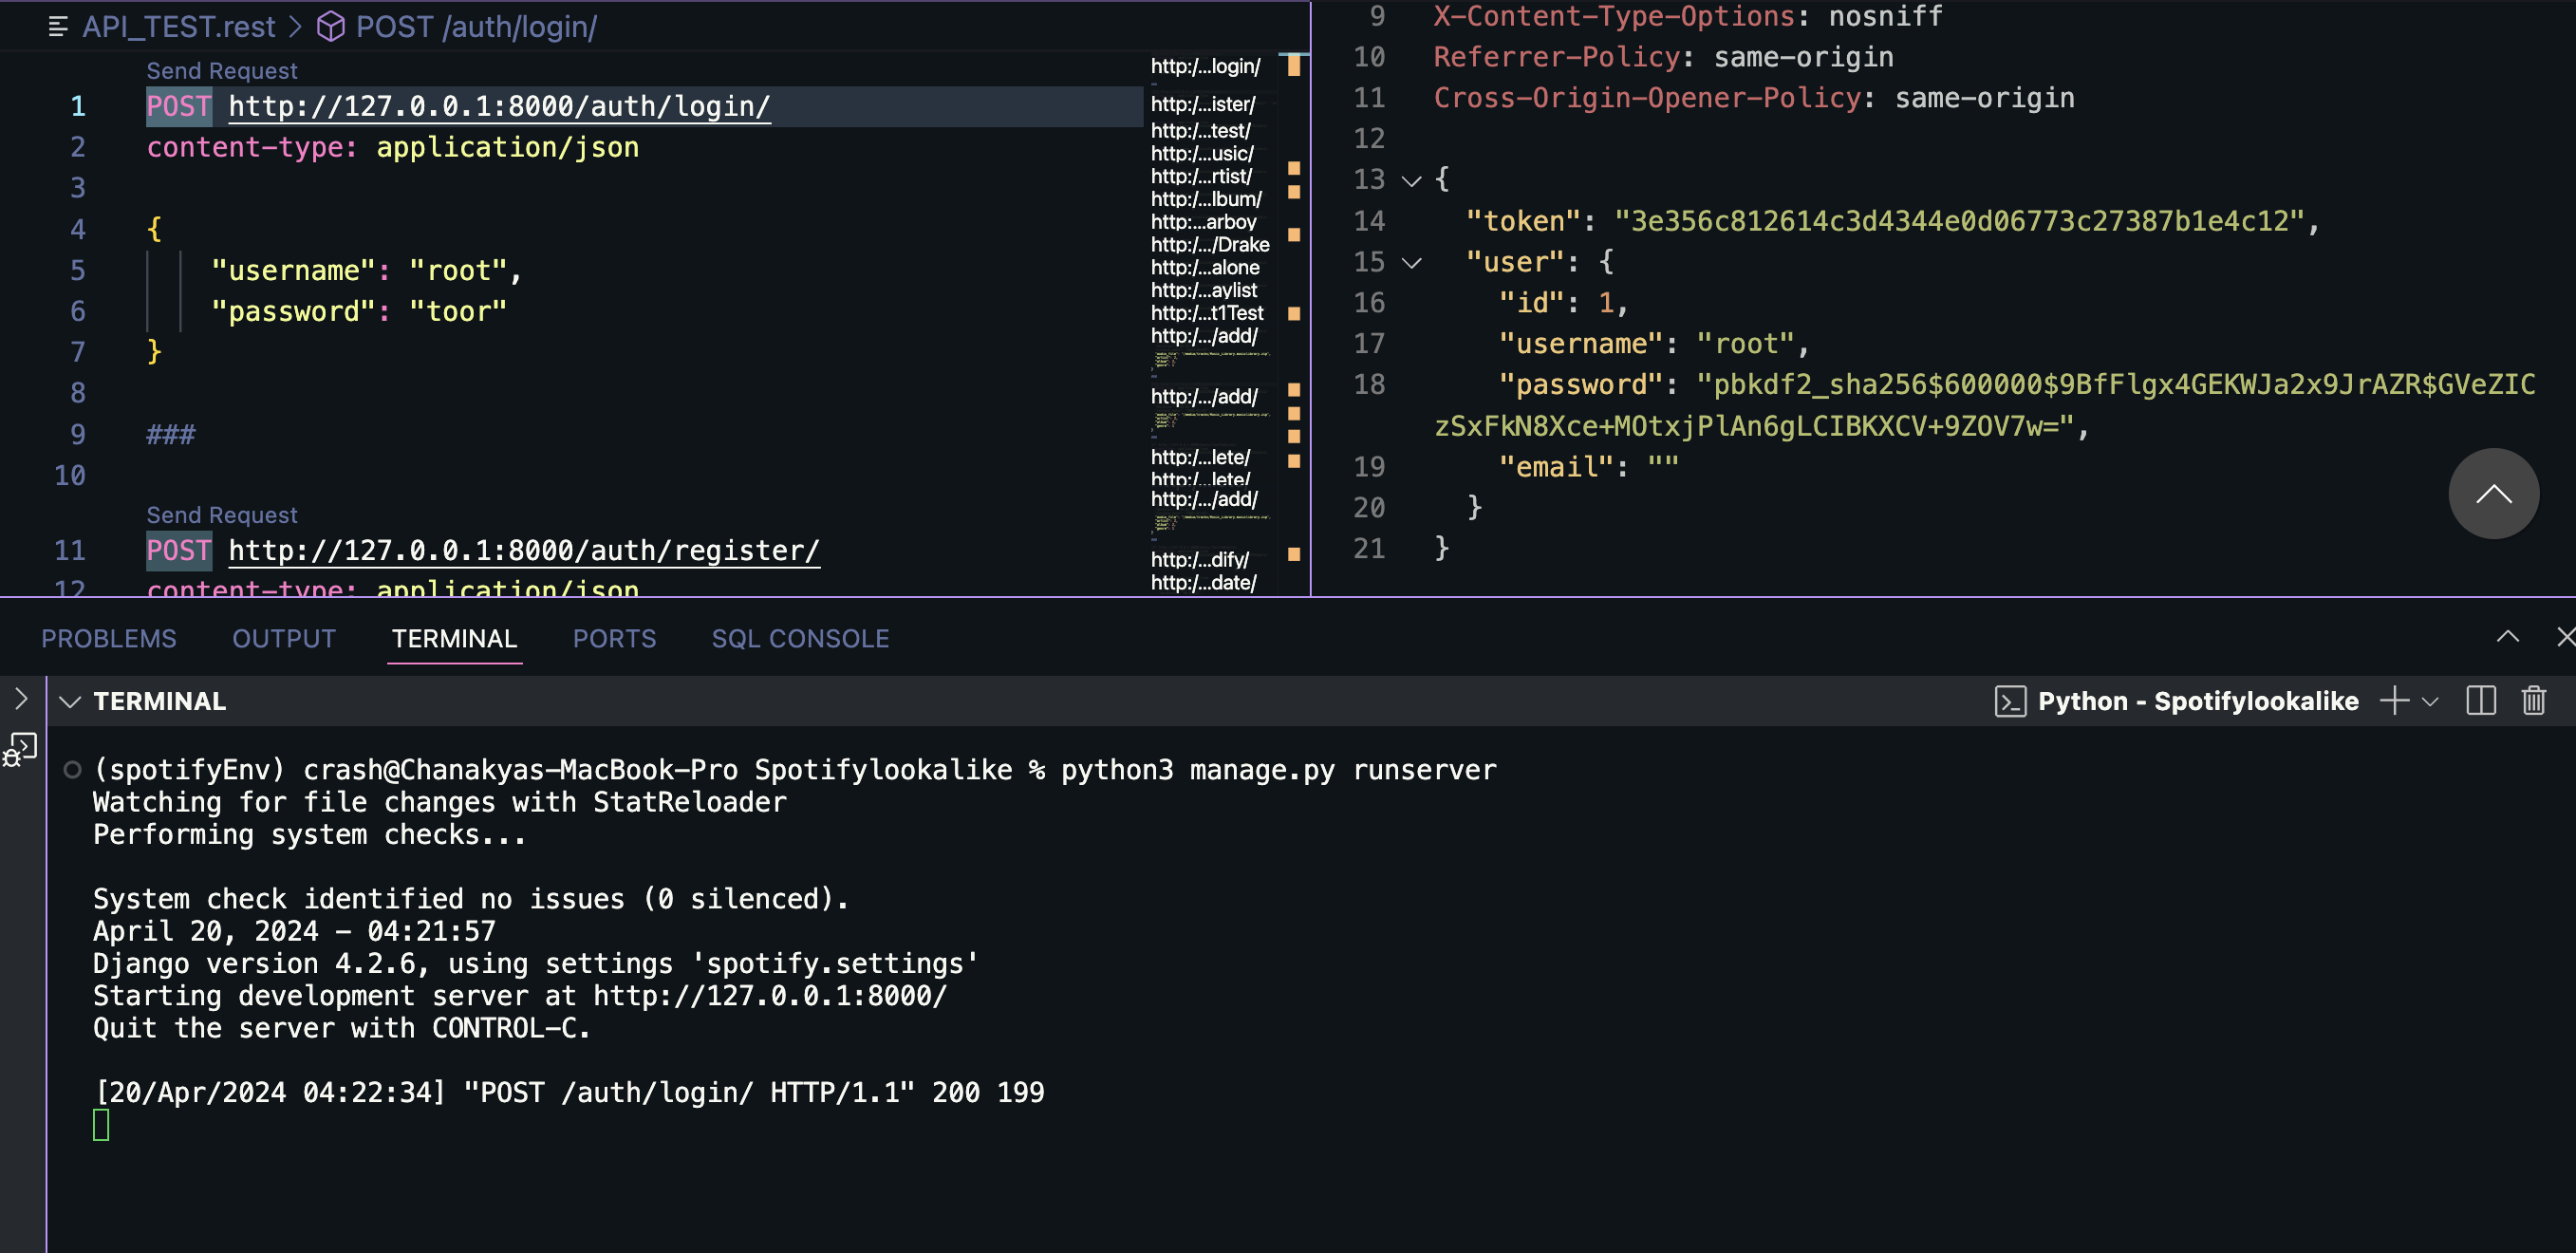 API_TEST.rest > POST /auth/login/
Send Request
1 POST http://127.0.0.1:8000/auth/login/
2 content-type: application/json
3
4 {
5 "username": "root",
6 "password": "toor"
7 }
8
9 ###
10
Send Request
11 POST http://127.0.0.1:8000/auth/register/
12 content-type: application/json
http:/...login/
http:/...ister/
http:/...test/
http:/...usic/
http:/...rtist/
http:/...lbum/
http:...arboy
http:/.../Drake
http:/...alone
http:/...aylist
http:/...t1Test
http:/.../add/
http:/.../add/
http:/...lete/
http:/...lete/
http:/.../add/
http:/...dify/
http:/...date/
9 X-Content-Type-Options: nosniff
10 Referrer-Policy: same-origin
11 Cross-Origin-Opener-Policy: same-origin
12
13 {
14 "token": "3e356c812614c3d4344e0d06773c27387b1e4c12",
15 "user": {
16 "id": 1,
17 "username": "root",
18 "password": "pbkdf2_sha256$600000$9BfFlgx4GEKWJa2x9JrAZR$GVeZIC
zSxFkN8Xce+MOtxjPlAn6gLCIBKXCV+9ZOV7w=",
19 "email": ""
20 }
21 }
PROBLEMS OUTPUT TERMINAL PORTS SQL CONSOLE
TERMINAL Python - Spotifylookalike
(spotifyEnv) crash@Chanakyas-MacBook-Pro Spotifylookalike % python3 manage.py runserver
Watching for file changes with StatReloader
Performing system checks...
System check identified no issues (0 silenced).
April 20, 2024 - 04:21:57
Django version 4.2.6, using settings 'spotify.settings'
Starting development server at http://127.0.0.1:8000/
Quit the server with CONTROL-C.
[20/Apr/2024 04:22:34] "POST /auth/login/ HTTP/1.1" 200 199